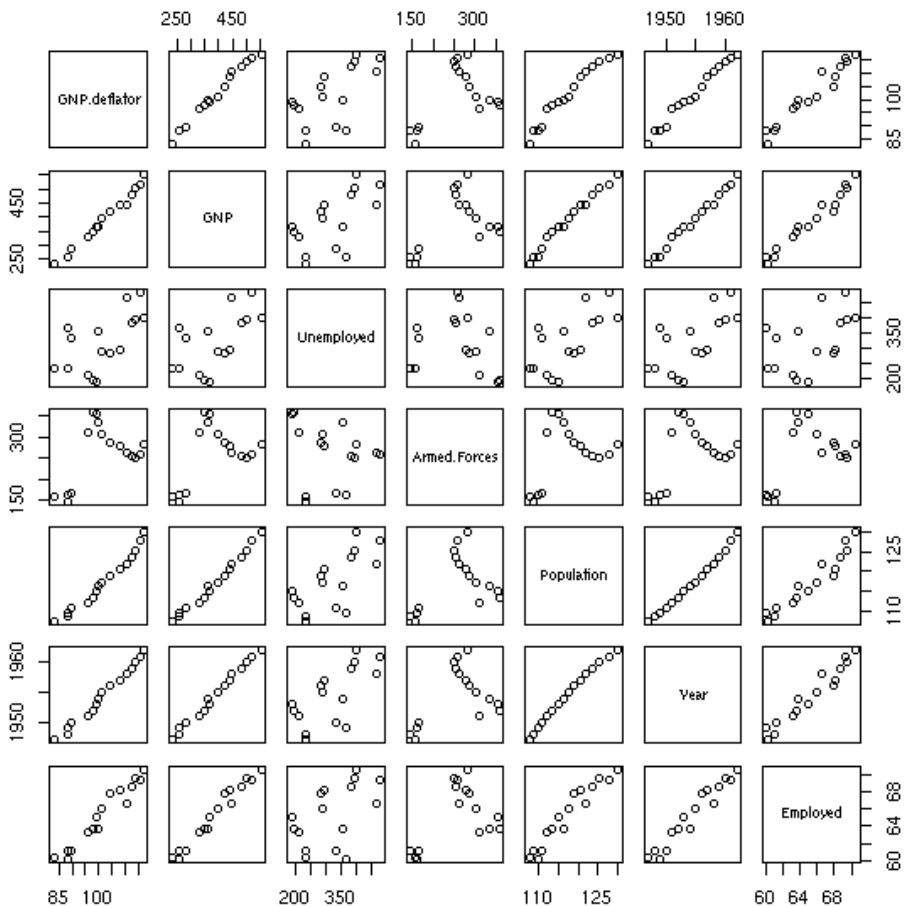 250 450 150 300 1950 1960
GNP.deflator
85 100
GNP
250 450
Unemployed
200 350
Armed.Forces
150 300
Population
110 125
Year
1950 1960
Employed
60 64 68
85 100 200 350 110 125 60 64 68